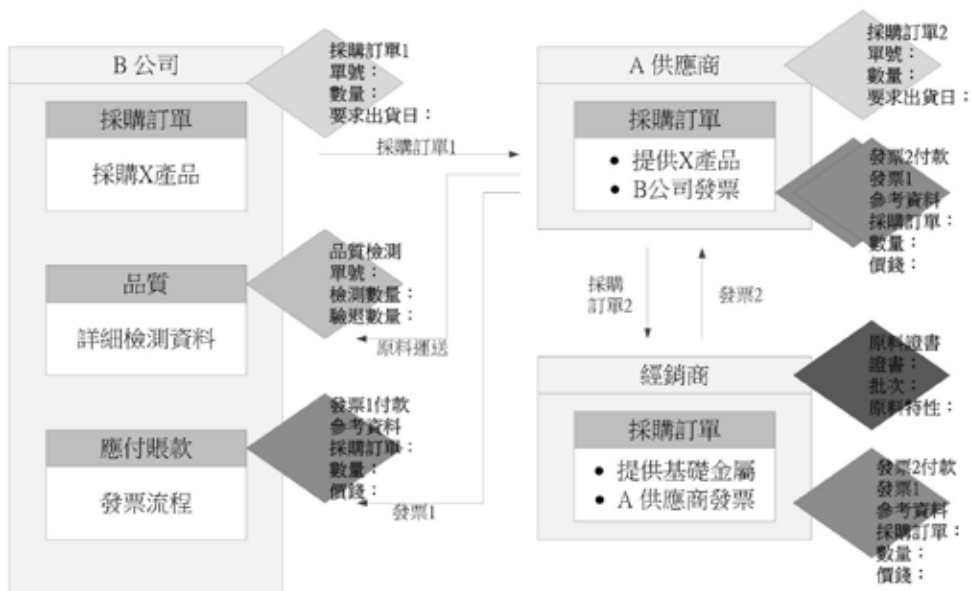 B 公司
採購訂單
採購X產品
品質
詳細檢測資料
應付賬款
發票流程
採購訂單1
單號：
數量：
要求出貨日：
採購訂單1
品質檢測
單號：
檢測數量：
驗退數量：
原料運送
發票1付款
參考資料
採購訂單：
數量：
價錢：
發票1
A 供應商
採購訂單
• 提供X產品
• B公司發票
採購訂單2
單號：
數量：
要求出貨日：
發票2付款
發票1
參考資料
採購訂單：
數量：
價錢：
採購
訂單2
發票2
經銷商
採購訂單
• 提供基礎金屬
• A 供應商發票
原料證書
證書：
批次：
原料特性：
發票2付款
發票1
參考資料
採購訂單：
數量：
價錢：